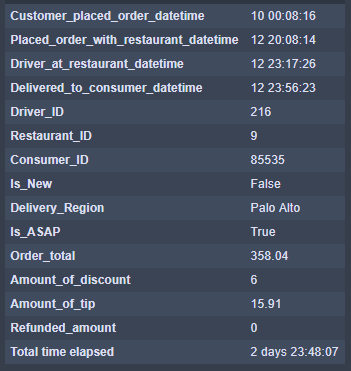 Customer_placed_order_datetime 10 00:08:16
Placed_order_with_restaurant_datetime 12 20:08:14
Driver_at_restaurant_datetime 12 23:17:26
Delivered_to_consumer_datetime 12 23:56:23
Driver_ID 216
Restaurant_ID 9
Consumer_ID 85535
Is_New False
Delivery_Region Palo Alto
Is_ASAP True
Order_total 358.04
Amount_of_discount 6
Amount_of_tip 15.91
Refunded_amount 0
Total time elapsed 2 days 23:48:07